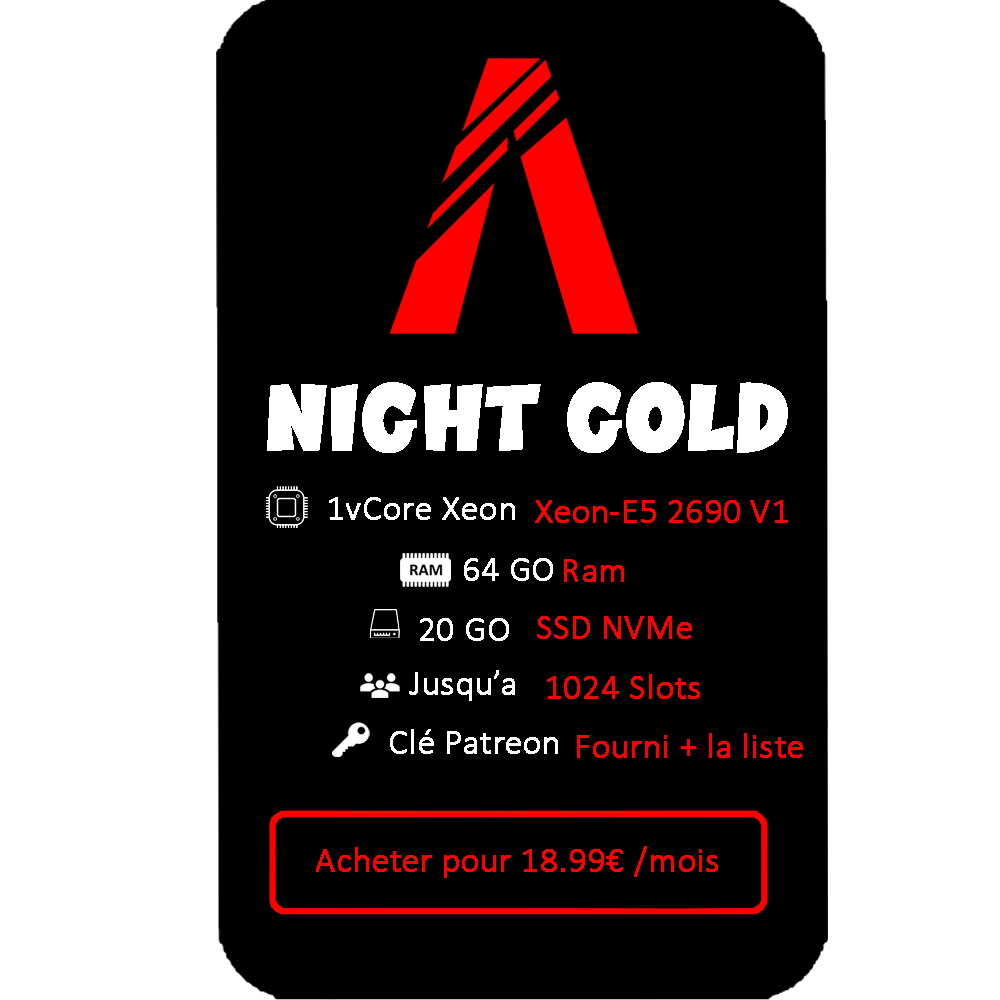 NIGHT GOLD
1vCore Xeon Xeon-E5 2690 V1
RAM 64 GO Ram
20 GO SSD NVMe
Jusqu’a 1024 Slots
Clé Patreon Fourni + la liste
Acheter pour 18.99€ /mois